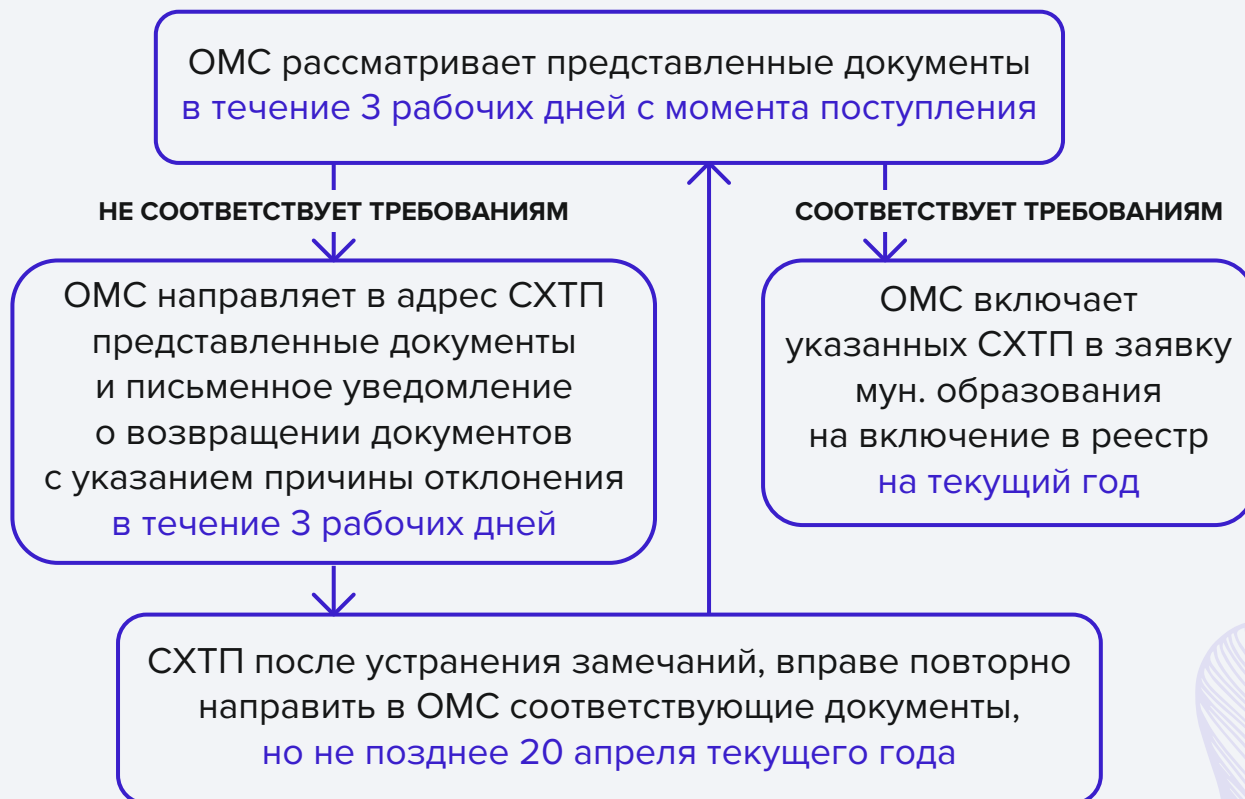 ОМС рассматривает представленные документы
в течение 3 рабочих дней с момента поступления
НЕ СООТВЕТСТВУЕТ ТРЕБОВАНИЯМ
СООТВЕТСТВУЕТ ТРЕБОВАНИЯМ
ОМС направляет в адрес СХТП
представленные документы
и письменное уведомление
о возвращении документов
с указанием причины отклонения
в течение 3 рабочих дней
ОМС включает
указанных СХТП в заявку
мун. образования
на включение в реестр
на текущий год
СХТП после устранения замечаний, вправе повторно
направить в ОМС соответствующие документы,
но не позднее 20 апреля текущего года